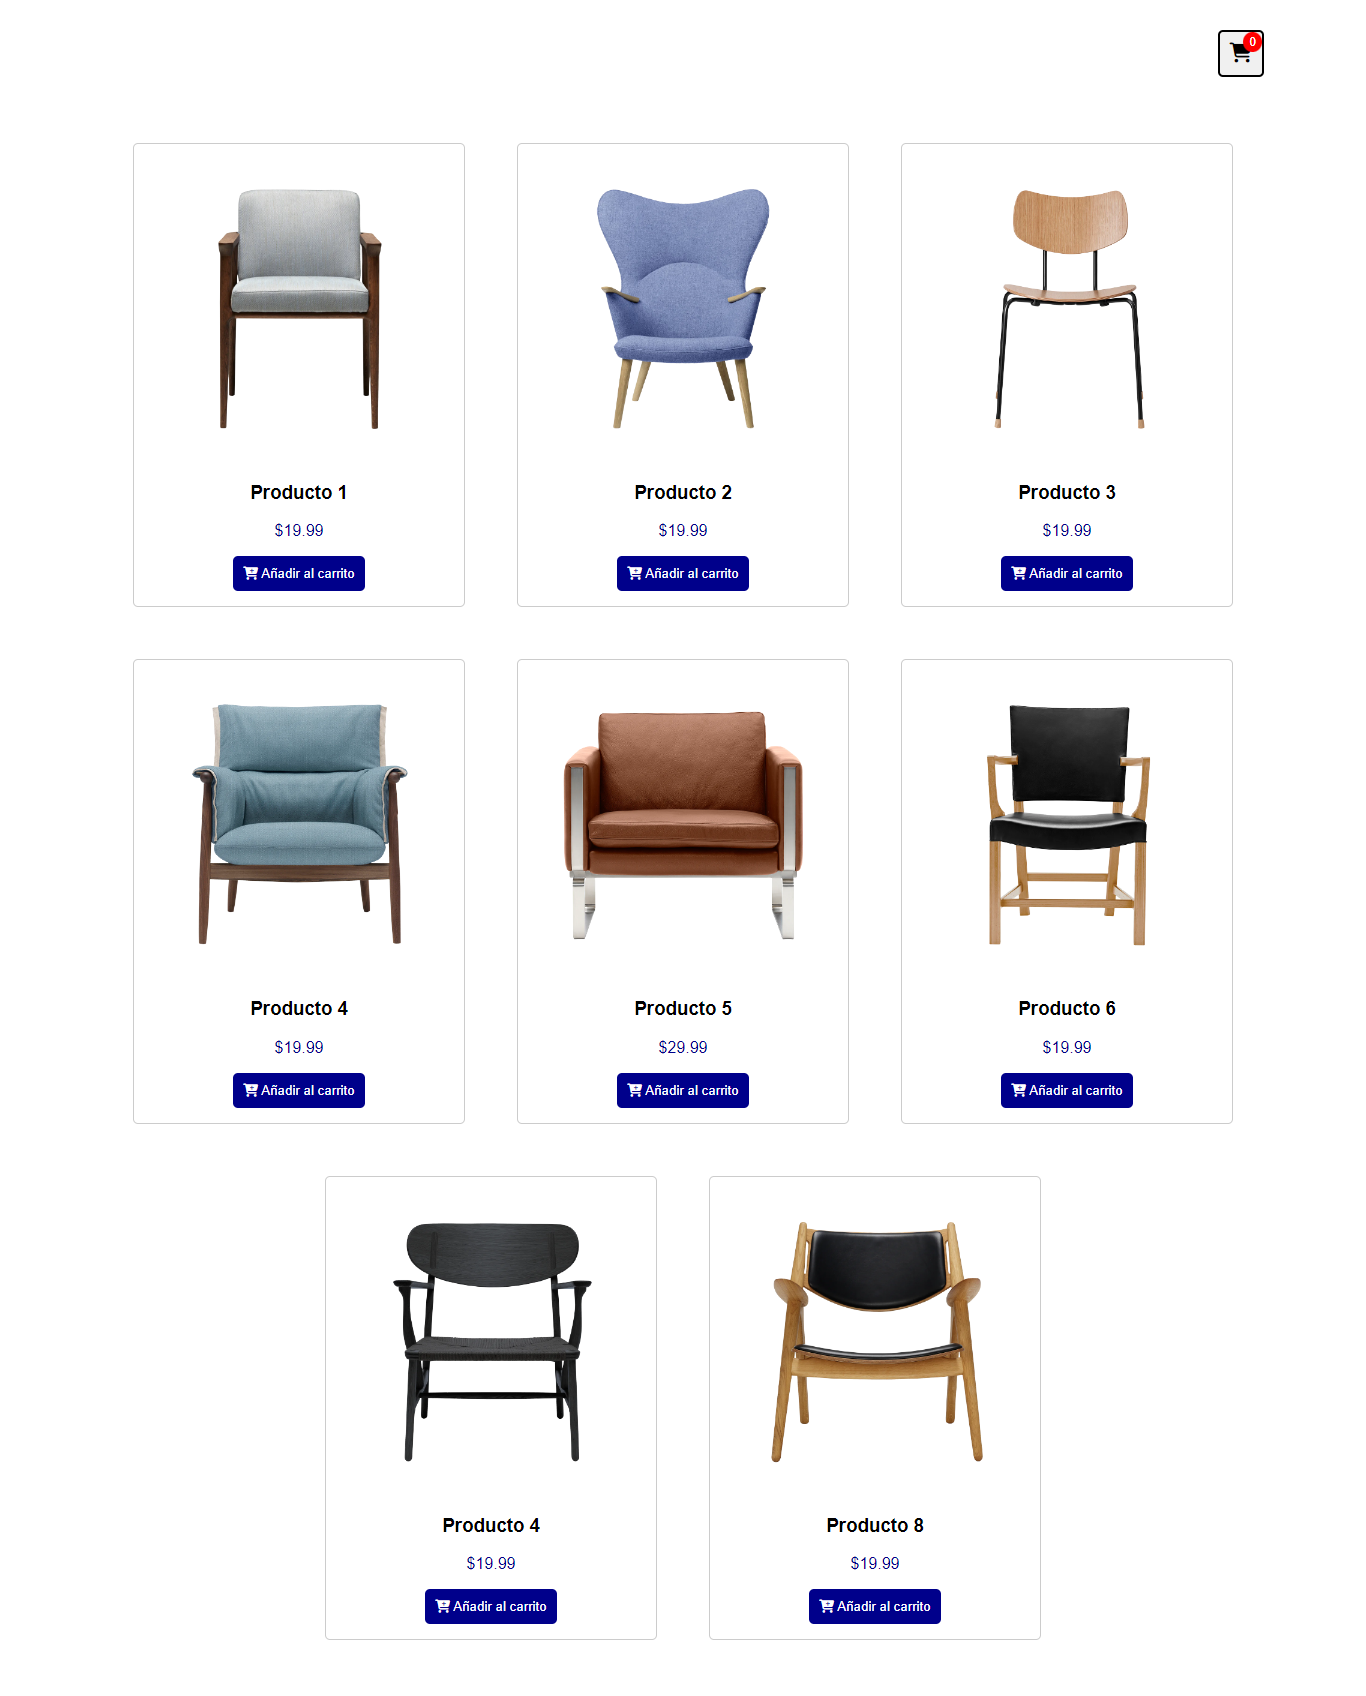 0
Producto 1
$19.99
Añadir al carrito
Producto 2
$19.99
Añadir al carrito
Producto 3
$19.99
Añadir al carrito
Producto 4
$19.99
Añadir al carrito
Producto 5
$29.99
Añadir al carrito
Producto 6
$19.99
Añadir al carrito
Producto 4
$19.99
Añadir al carrito
Producto 8
$19.99
Añadir al carrito